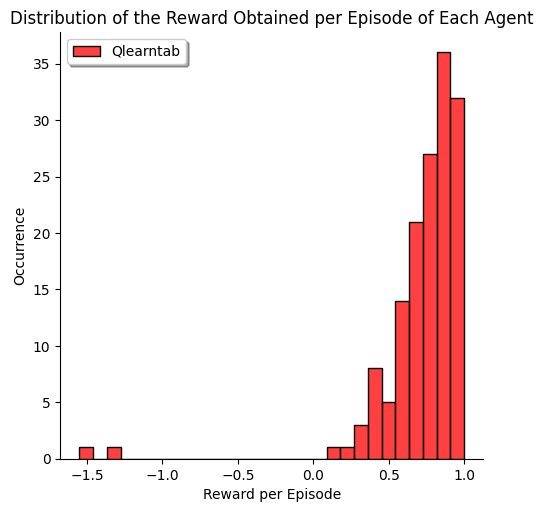 Distribution of the Reward Obtained per Episode of Each Agent
Qlearntab
35
30
25
20
15
10
5
0
Occurrence
−1.5 −1.0 −0.5 0.0 0.5 1.0
Reward per Episode